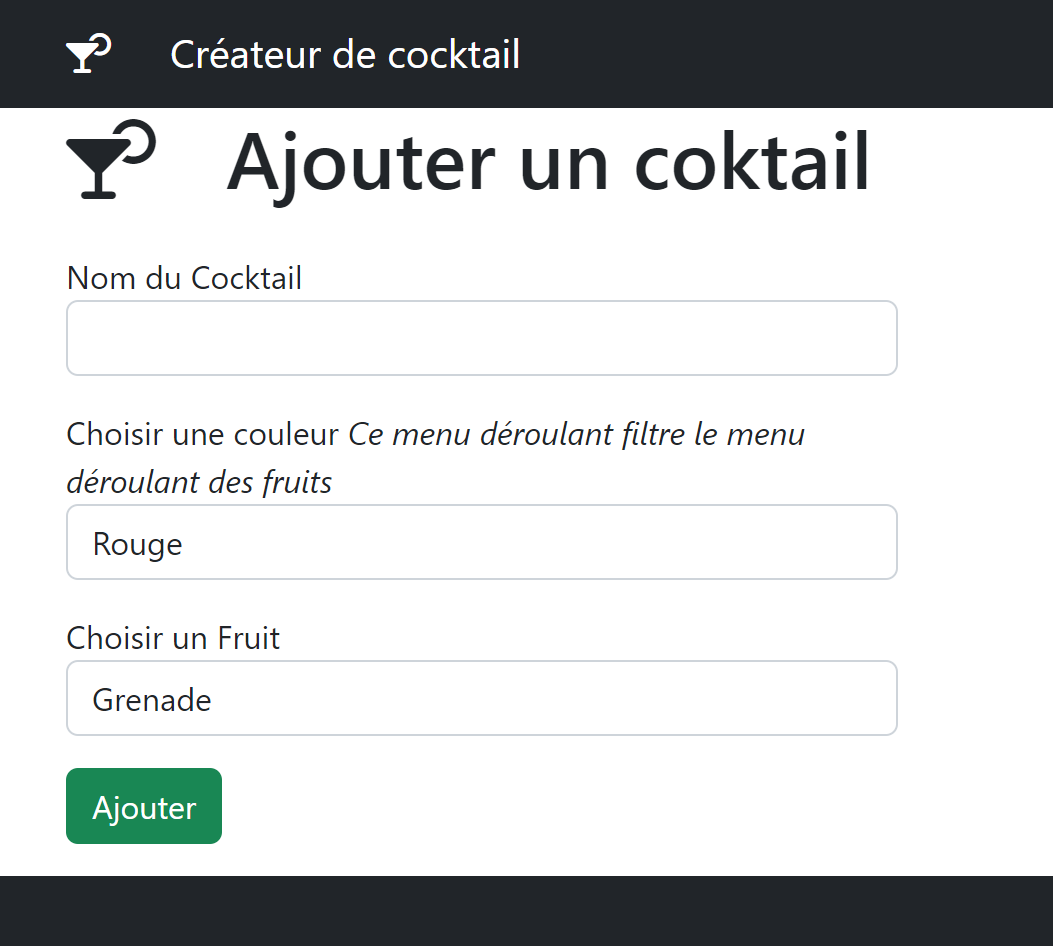 Créateur de cocktail
Ajouter un coktail
Nom du Cocktail
Choisir une couleur Ce menu déroulant filtre le menu
déroulant des fruits
Rouge
Choisir un Fruit
Grenade
Ajouter